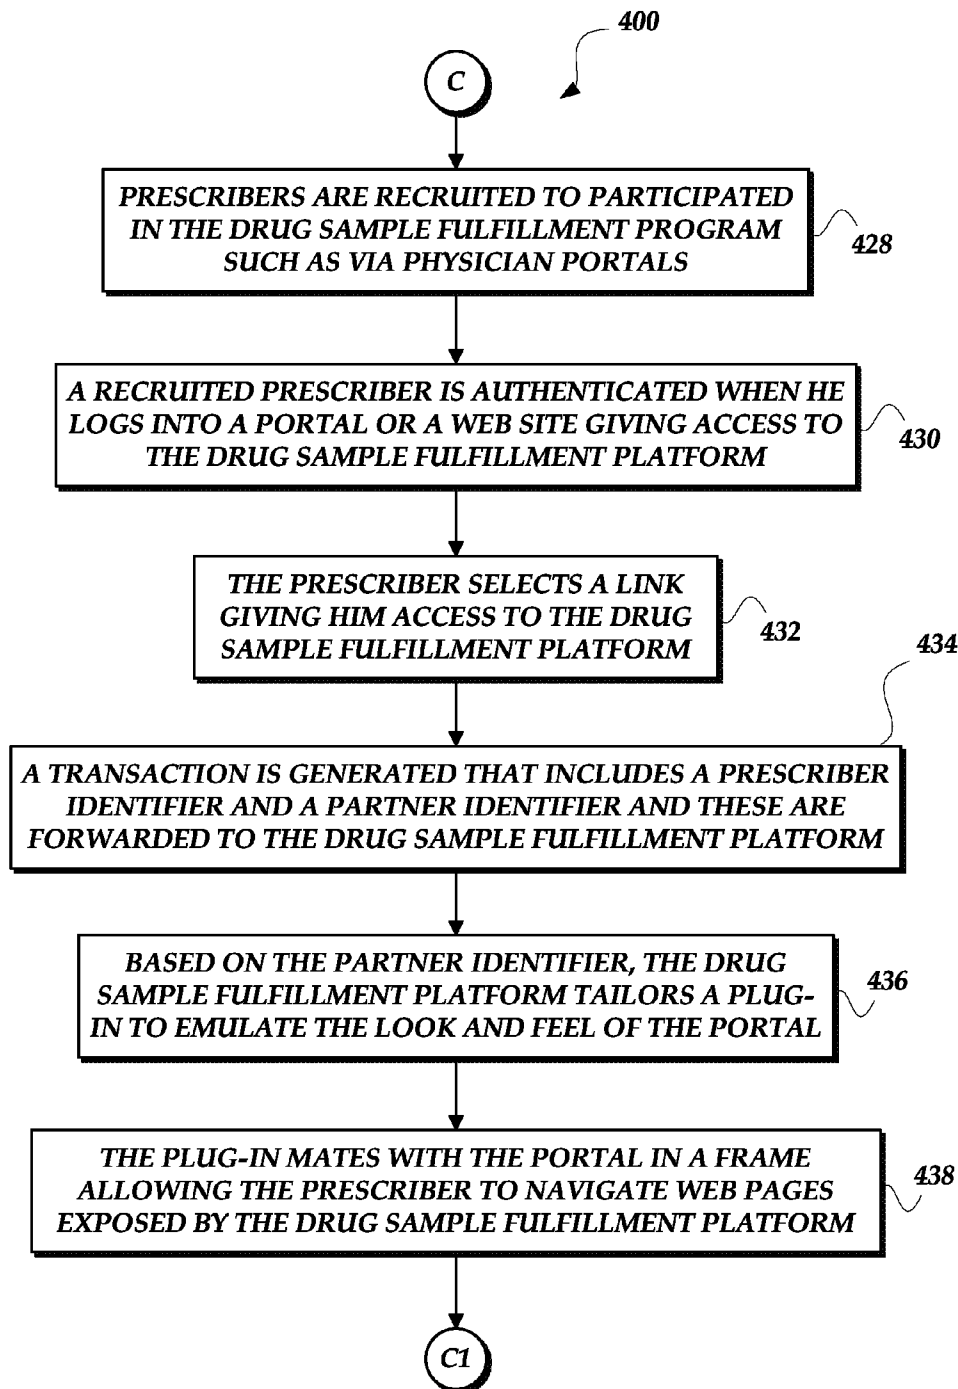 400
C
PRESCRIBERS ARE RECRUITED TO PARTICIPATED
IN THE DRUG SAMPLE FULFILLMENT PROGRAM
SUCH AS VIA PHYSICIAN PORTALS
428
A RECRUITED PRESCRIBER IS AUTHENTICATED WHEN HE
LOGS INTO A PORTAL OR A WEB SITE GIVING ACCESS TO
THE DRUG SAMPLE FULFILLMENT PLATFORM
430
THE PRESCRIBER SELECTS A LINK
GIVING HIM ACCESS TO THE DRUG
SAMPLE FULFILLMENT PLATFORM
432
434
A TRANSACTION IS GENERATED THAT INCLUDES A PRESCRIBER
IDENTIFIER AND A PARTNER IDENTIFIER AND THESE ARE
FORWARDED TO THE DRUG SAMPLE FULFILLMENT PLATFORM
BASED ON THE PARTNER IDENTIFIER, THE DRUG
SAMPLE FULFILLMENT PLATFORM TAILORS A PLUG-
IN TO EMULATE THE LOOK AND FEEL OF THE PORTAL
436
THE PLUG-IN MATES WITH THE PORTAL IN A FRAME
ALLOWING THE PRESCRIBER TO NAVIGATE WEB PAGES
EXPOSED BY THE DRUG SAMPLE FULFILLMENT PLATFORM
438
C1